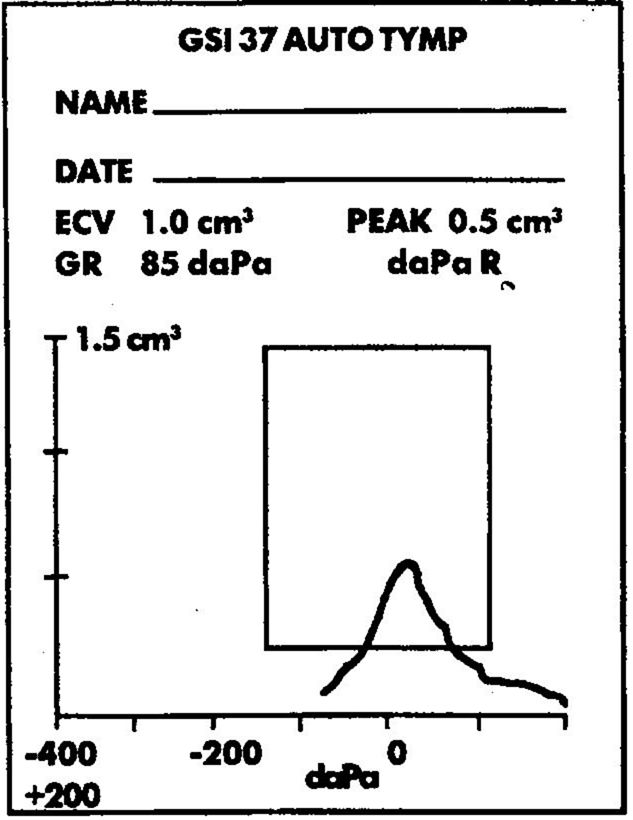 GSI 37 AUTO TYMP
NAME
DATE
ECV 1.0 cm³ PEAK 0.5 cm³
GR 85 daPa daPa R
1.5 cm³
-400 -200 0
daPa
+200